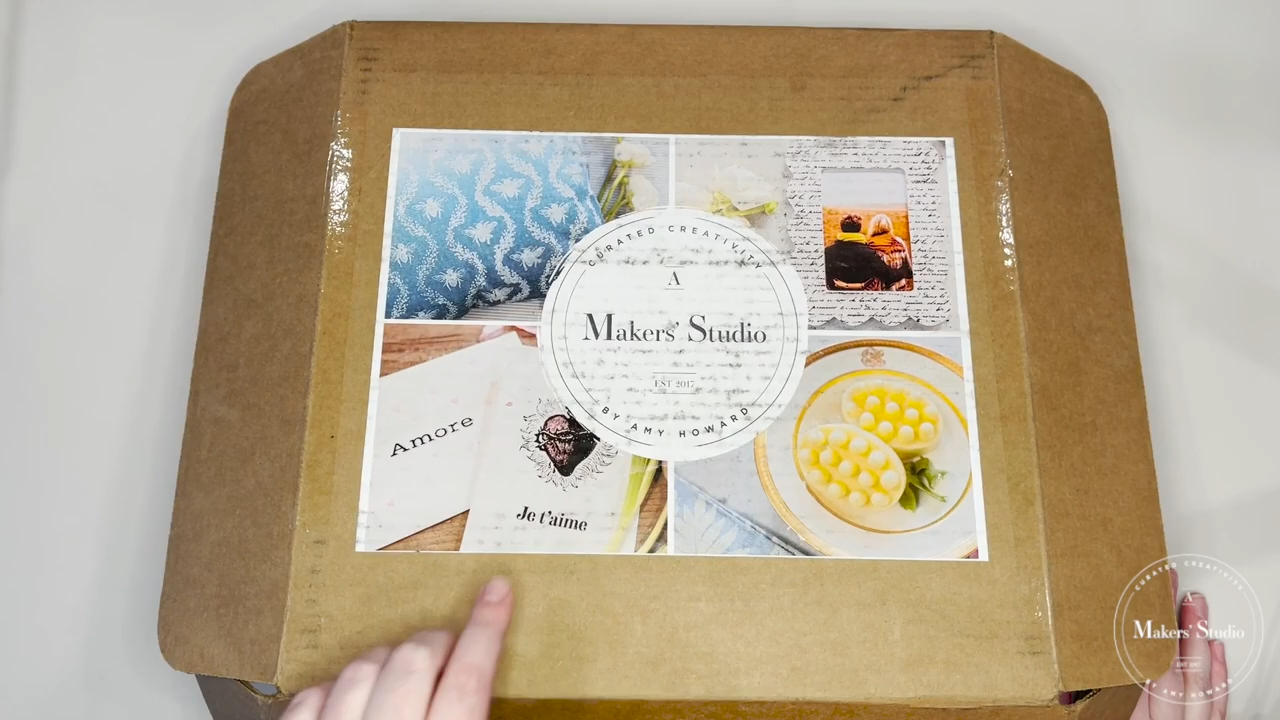 CURATED CREATIVITY
A
Makers' Studio
EST 2017
BY AMY HOWARD
Amore
Je t'aime
CURATED CREATIVITY
A
Makers' Studio
EST 2017
BY AMY HOWARD